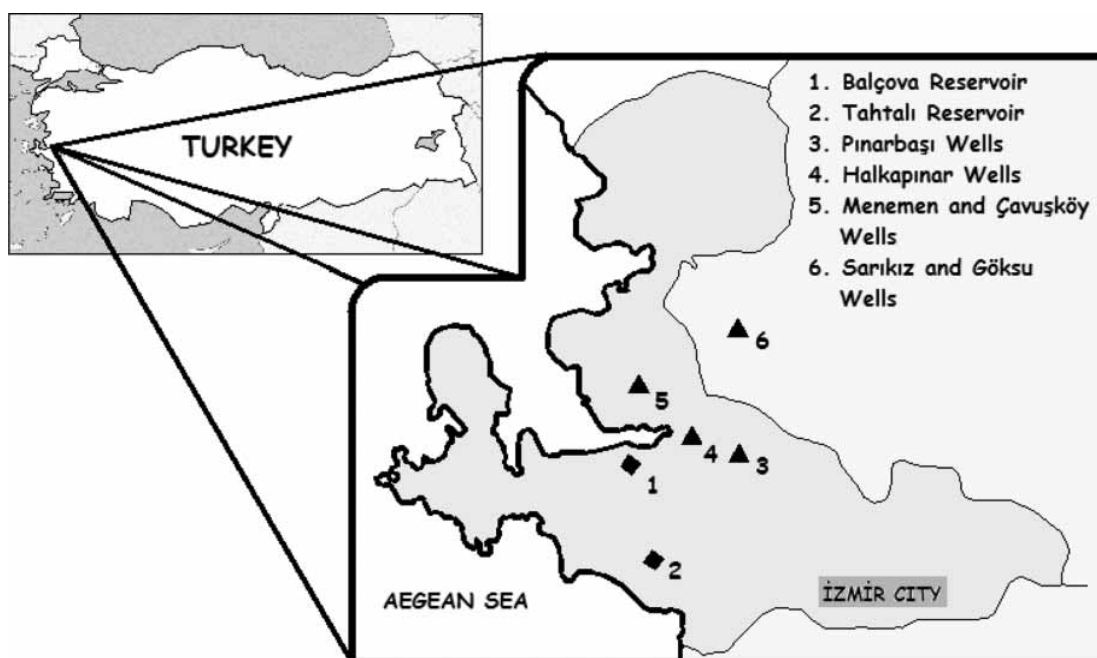 TURKEY
1. Balçova Reservoir
2. Tahtalı Reservoir
3. Pınarbaşı Wells
4. Halkapınar Wells
5. Menemen and Çavuşköy
Wells
6. Sarıkız and Göksu
Wells
6
5
4
3
1
2
AEGEAN SEA
İZMİR CITY